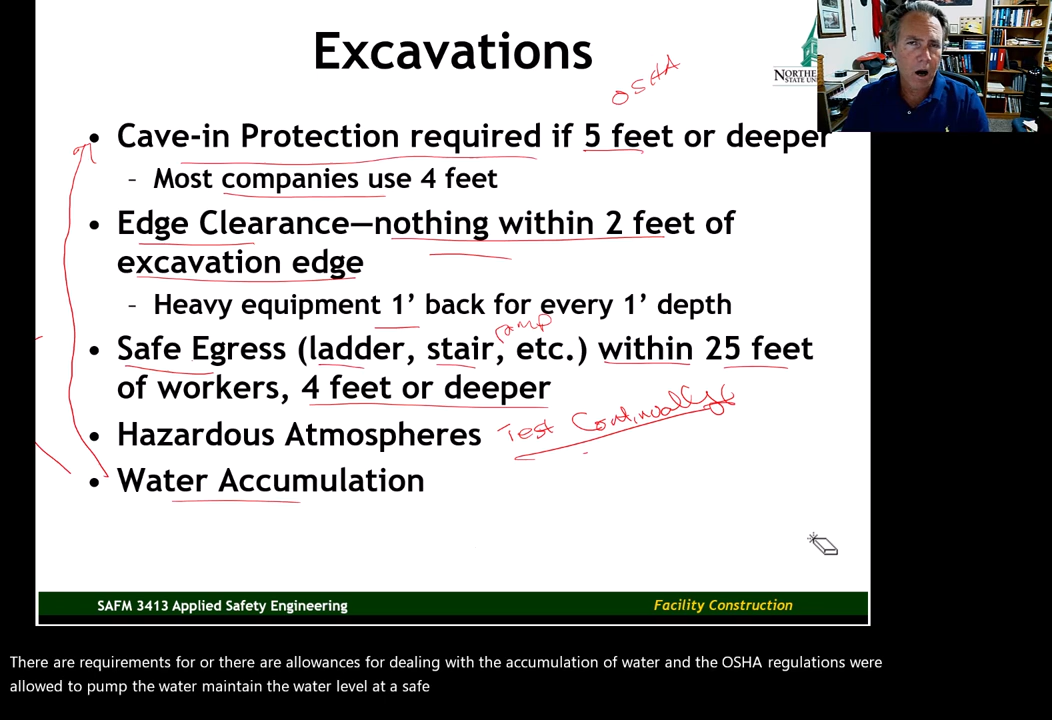 Excavations
OSHA
NORTHE
STATE UN
• Cave-in Protection required if 5 feet or deeper
- Most companies use 4 feet
• Edge Clearance—nothing within 2 feet of
excavation edge
- Heavy equipment 1’ back for every 1’ depth
ramp
• Safe Egress (ladder, stair, etc.) within 25 feet
of workers, 4 feet or deeper
• Hazardous Atmospheres Test Continually
• Water Accumulation
SAFM 3413 Applied Safety Engineering
Facility Construction
There are requirements for or there are allowances for dealing with the accumulation of water and the OSHA regulations were
allowed to pump the water maintain the water level at a safe